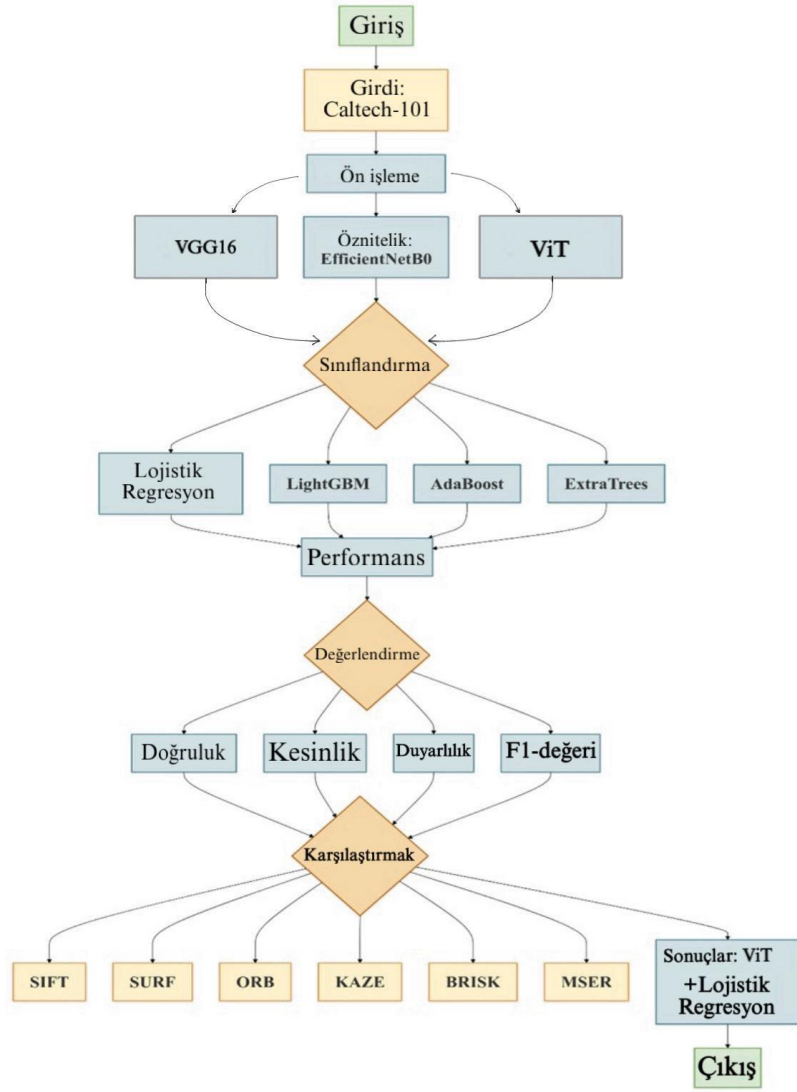 Giriş
Girdi:
Caltech-101
Ön işleme
VGG16
Öznitelik:
EfficientNetB0
ViT
Sınıflandırma
Lojistik
Regresyon
LightGBM
AdaBoost
ExtraTrees
Performans
Değerlendirme
Doğruluk
Kesinlik
Duyarlılık
F1-değeri
Karşılaştırmak
SIFT
SURF
ORB
KAZE
BRISK
MSER
Sonuçlar: ViT
+Lojistik
Regresyon
Çıkış